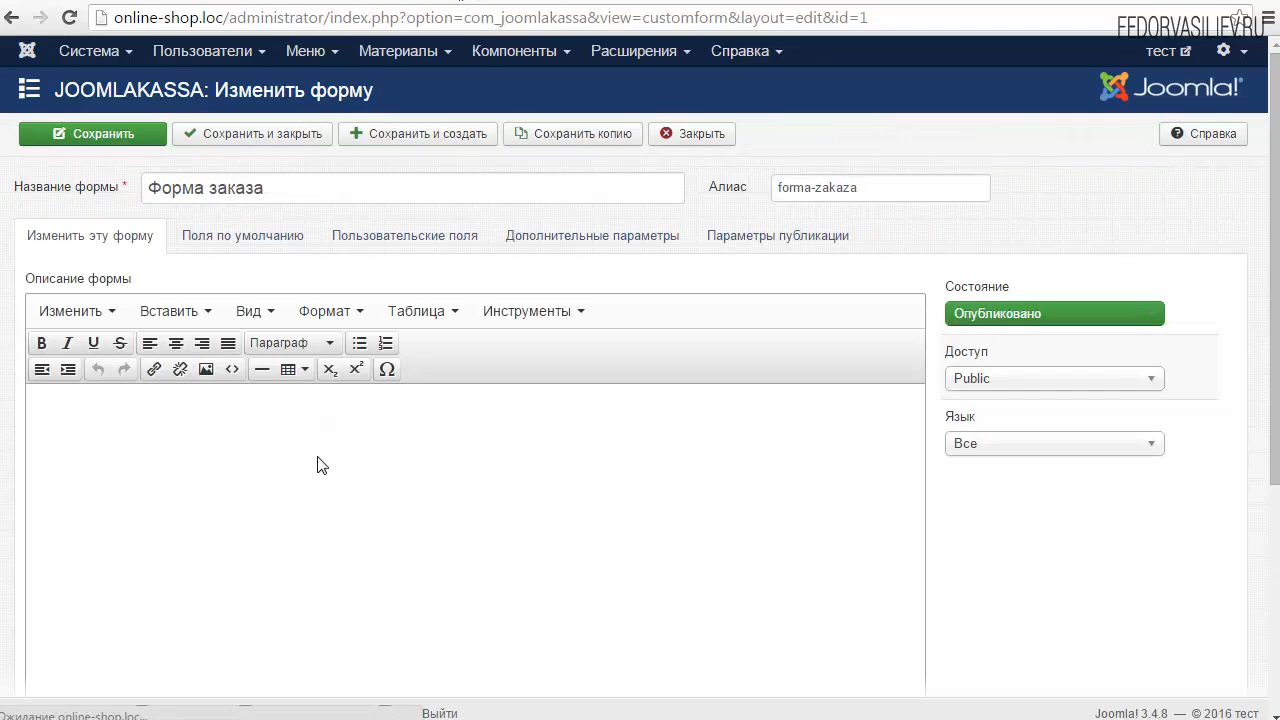 online-shop.loc/administrator/index.php?option=com_joomlakassa&view=customform&layout=edit&id=1
FEDORVASILIEV.RU
Система Пользователи Меню Материалы Компоненты Расширения Справка тест
JOOMLAKASSA: Изменить форму Joomla!®
Сохранить Сохранить и закрыть Сохранить и создать Сохранить копию Закрыть Справка
Название формы * Форма заказа Алиас forma-zakaza
Изменить эту форму Поля по умолчанию Пользовательские поля Дополнительные параметры Параметры публикации
Описание формы
Состояние
Изменить Вставить Вид Формат Таблица Инструменты
Опубликовано
Параграф
Доступ
Public
Язык
Все
Ожидание online-shop.loc...
Выйти
Joomla! 3.4.8 — © 2016 тест